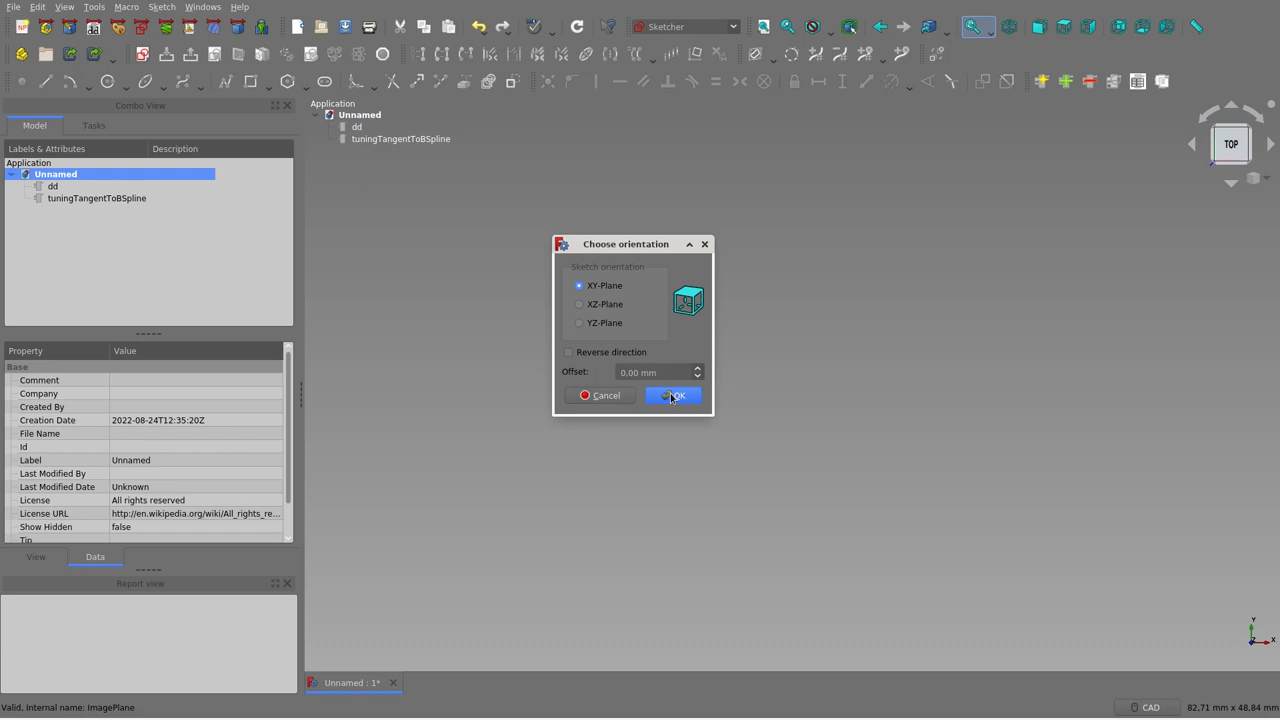 File Edit View Tools Macro Sketch Windows Help
Sketcher
Combo View
Model Tasks
Labels & Attributes Description
Application
Unnamed
dd
tuningTangentToBSpline
Property Value
Base
Comment
Company
Created By
Creation Date 2022-08-24T12:35:20Z
File Name
Id
Label Unnamed
Last Modified By
Last Modified Date Unknown
License All rights reserved
License URL http://en.wikipedia.org/wiki/All_rights_re...
Show Hidden false
Tip
View Data
Report view
Application
Unnamed
dd
tuningTangentToBSpline
TOP
Choose orientation
Sketch orientation
XY-Plane
XZ-Plane
YZ-Plane
Reverse direction
Offset: 0,00 mm
Cancel OK
Y
Z X
Unnamed : 1*
Valid, Internal name: ImagePlane
CAD 82,71 mm x 48,84 mm